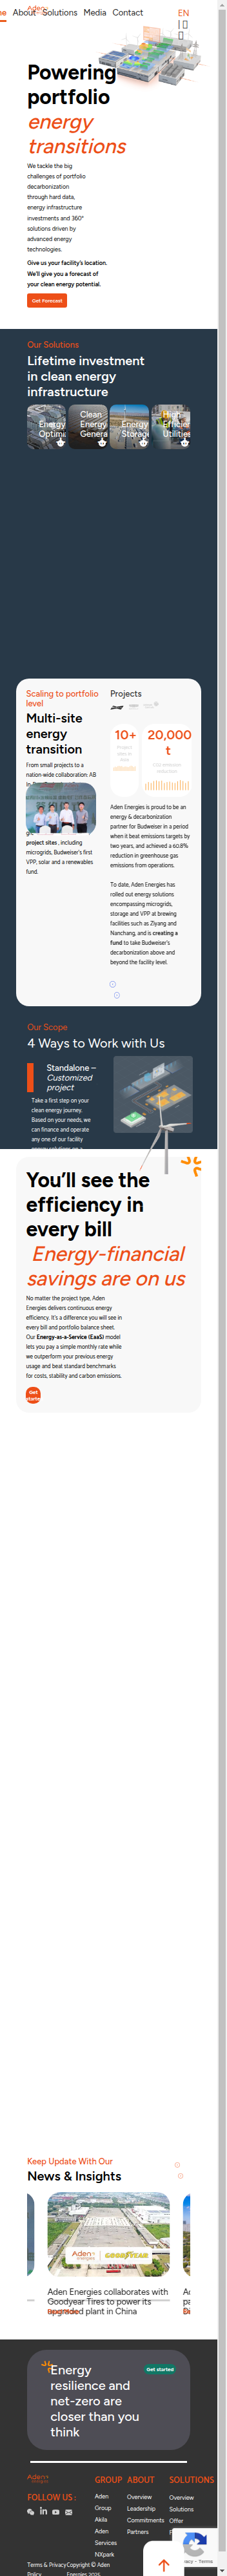 Aden
About Solutions Media Contact
EN
Powering
portfolio
energy
transitions
We tackle the big
challenges of portfolio
decarbonization
through hard data,
energy infrastructure
investments and 360°
solutions driven by
advanced energy
technologies.
Give us your facility's location.
We'll give you a forecast of
your clean energy potential.
Get Forecast
Our Solutions
Lifetime investment
in clean energy
infrastructure
Energy
Clean
Energy
Energy
High
Scaling to portfolio
level
Multi-site
energy
transition
From small projects to a
nation-wide collaboration: AB
project sites, including
microgrids, Budweiser's first
VPP, solar and a renewables
fund.
Projects
10+
Project
sites to
date
20,000
t
CO2 emission
reductions
Aden Energies is proud to be an
energy & decarbonization
partner for Budweiser in a period
when it beat emissions targets by
two years, and achieved a 60.8%
reduction in greenhouse gas
emissions from operations.
To date, Aden Energies has
rolled out energy solutions
encompassing microgrids,
storage and VPP at brewing
facilities such as Ziyang and
Nanchang, and is creating a
fund to take Budweiser's
decarbonization above and
beyond the facility level.
Our Scope
4 Ways to Work with Us
Standalone –
Customized
project
Take a first step on your
clean energy journey.
Based on your needs, we
can finance and operate
any one of our facility
You'll see the
efficiency in
every bill
Energy-financial
savings are on us
No matter the project type, Aden
Energies delivers continuous energy
efficiency. It's a difference you will see in
every bill and portfolio balance sheet.
Our Energy-as-a-Service (EaaS) model
lets you pay a simple monthly rate while
we outperform your previous energy
usage and beat standard benchmarks
for costs, stability and carbon emissions.
Get
Keep Update With Our
News & Insights
Aden
energies
GOODYEAR
Aden Energies collaborates with
Goodyear Tires to power its
upgraded plant in China
Energy
resilience and
net-zero are
closer than you
think
Get started
FOLLOW US :
GROUP
Aden
Group
Akila
Aden
Services
NXpark
ABOUT
Overview
Leadership
Commitments
Partners
SOLUTIONS
Overview
Solutions
Offer
Terms & Privacy
Policy
Copyright © Aden
Energies 2025
Terms